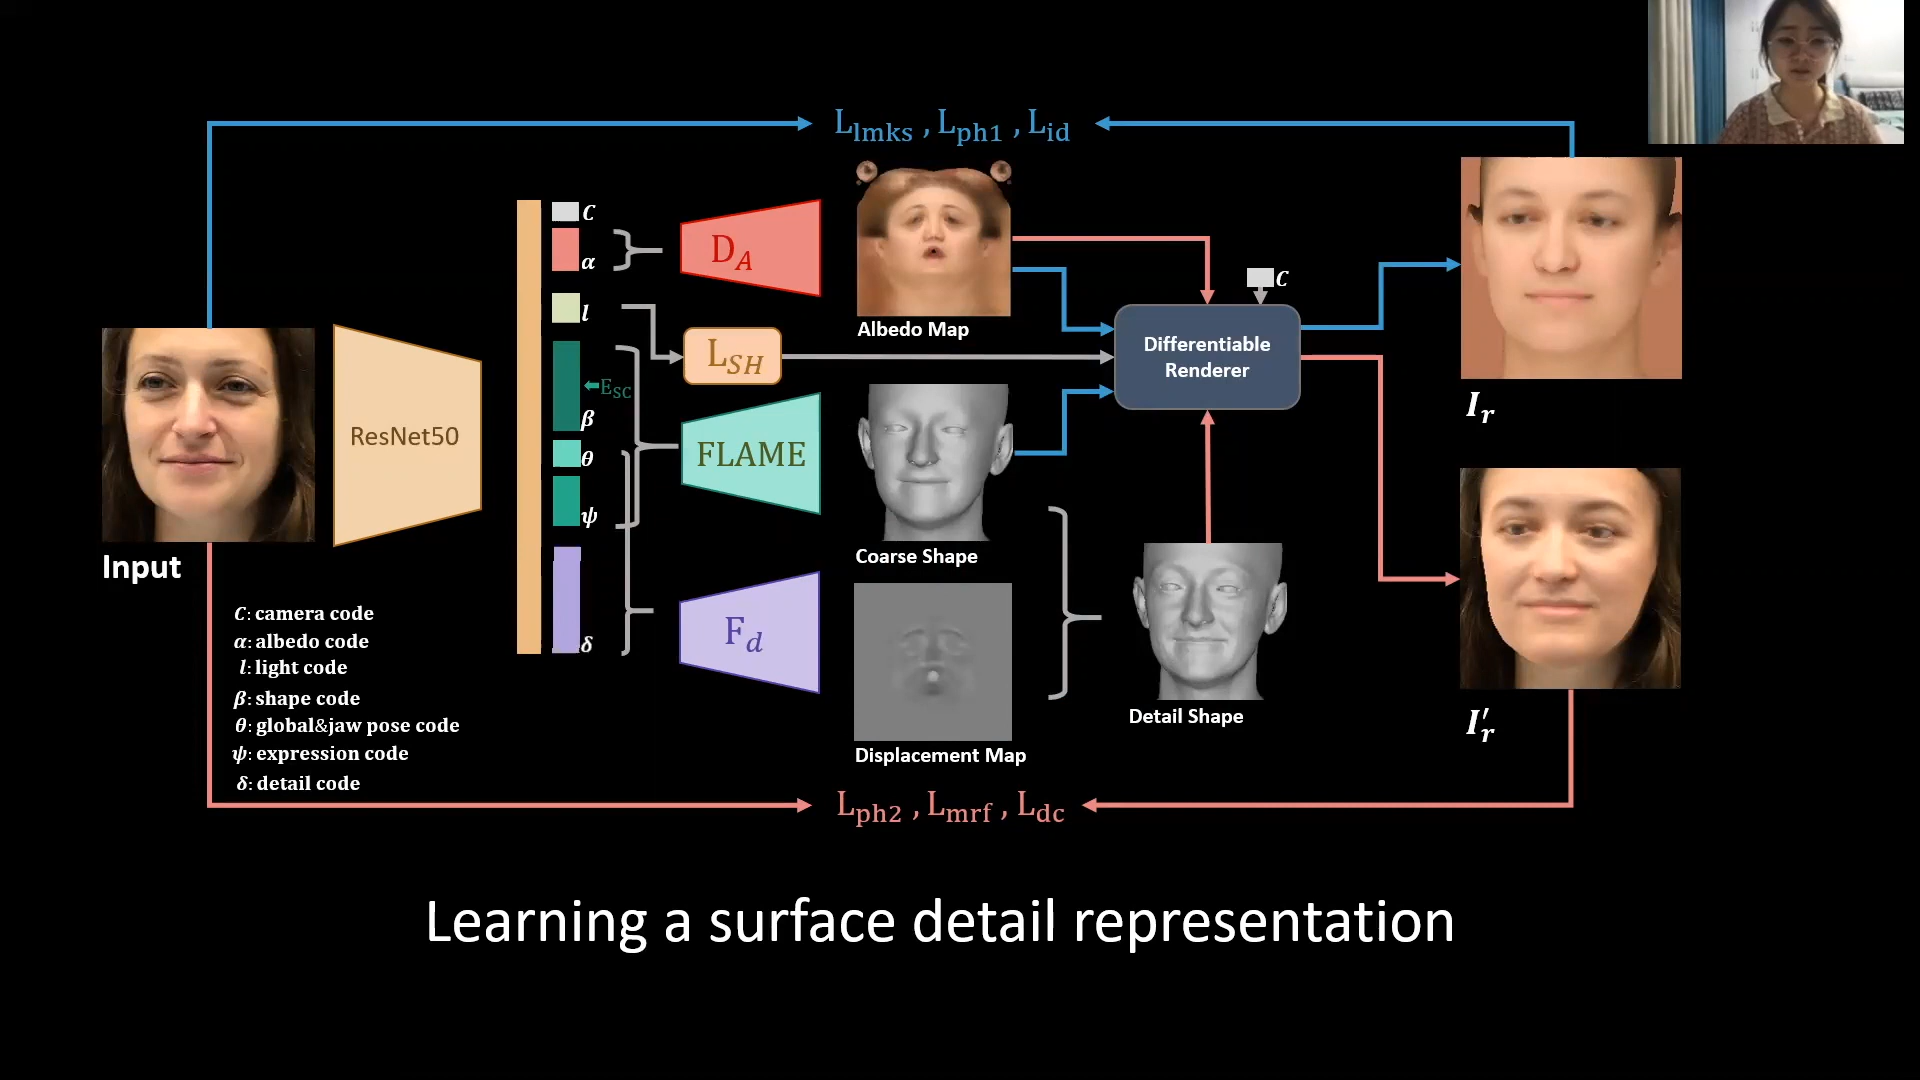 L_lmks , L_ph1 , L_id
C
α
D_A
Albedo Map
C
l
L_SH
Differentiable
Renderer
I_r
ResNet50
E_SC
β
θ
ψ
FLAME
Coarse Shape
Input
C: camera code
α: albedo code
l: light code
β: shape code
θ: global&jaw pose code
ψ: expression code
δ: detail code
δ
F_d
Displacement Map
Detail Shape
I′_r
L_ph2 , L_mrf , L_dc
Learning a surface detail representation